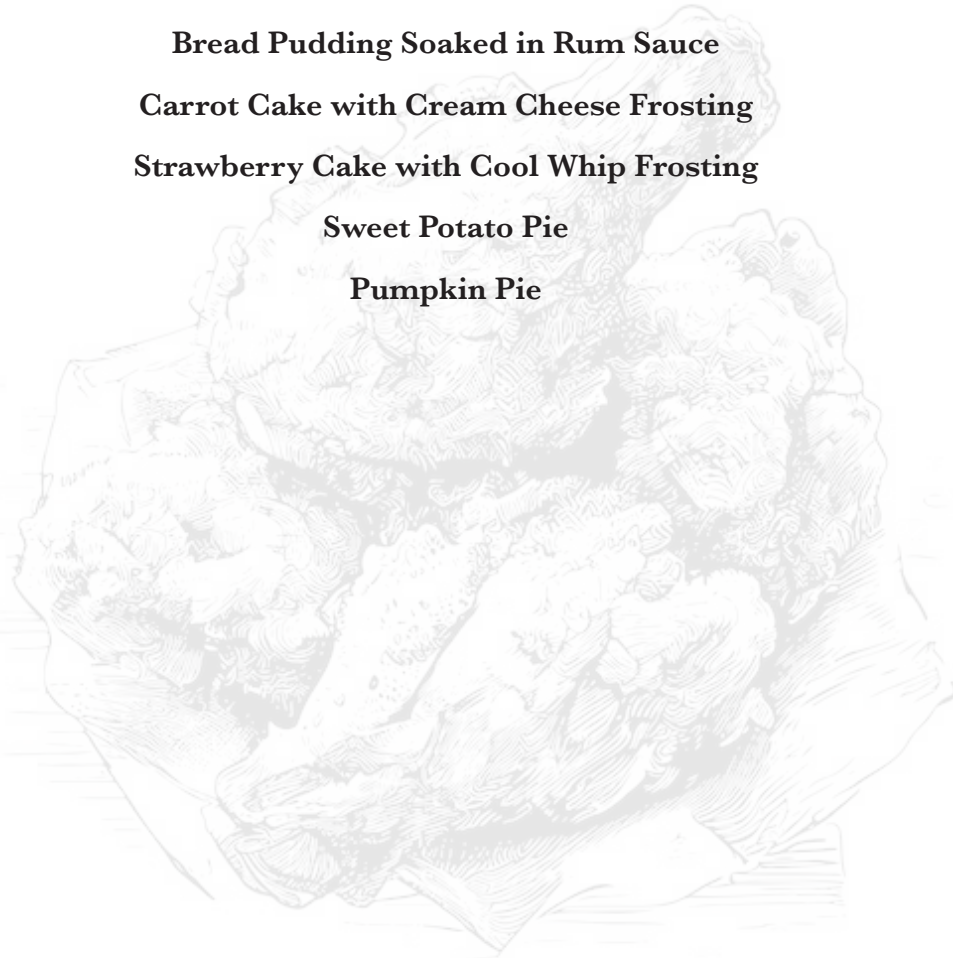 Bread Pudding Soaked in Rum Sauce
Carrot Cake with Cream Cheese Frosting
Strawberry Cake with Cool Whip Frosting
Sweet Potato Pie
Pumpkin Pie